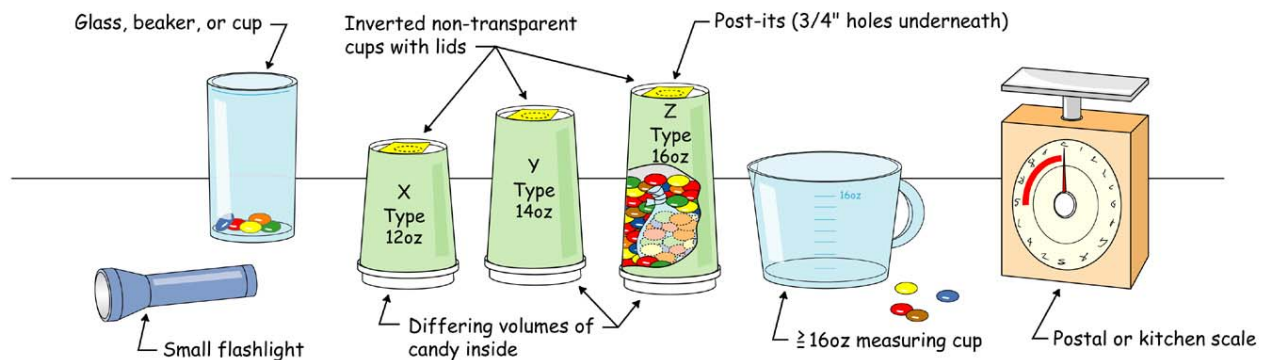 Glass, beaker, or cup
Inverted non-transparent
cups with lids
Post-its (3/4" holes underneath)
X
Type
12oz
Y
Type
14oz
Z
Type
16oz
16oz
Small flashlight
Differing volumes of
candy inside
≧16oz measuring cup
Postal or kitchen scale